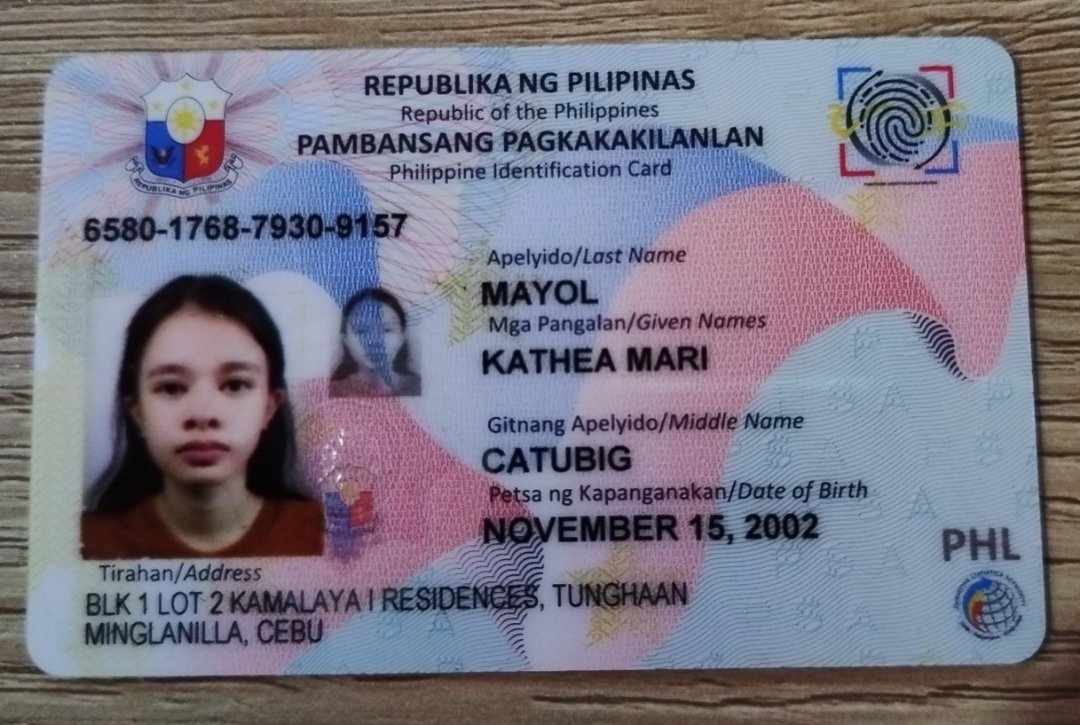 REPUBLIKA NG PILIPINAS
Republic of the Philippines
PAMBANSANG PAGKAKAKILANLAN
Philippine Identification Card
REPUBLIKA NG PILIPINAS
6580-1768-7930-9157
Apelyido/Last Name
MAYOL
Mga Pangalan/Given Names
KATHEA MARI
Gitnang Apelyido/Middle Name
CATUBIG
Petsa ng Kapanganakan/Date of Birth
NOVEMBER 15, 2002
PHL
Tirahan/Address
BLK 1 LOT 2 KAMALAYA I RESIDENCES, TUNGHAAN
MINGLANILLA, CEBU